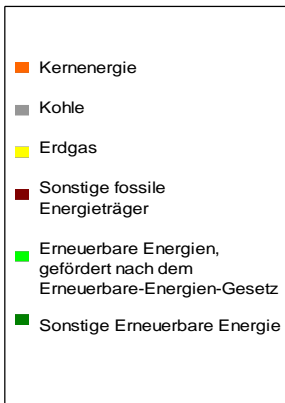 Kernenergie
Kohle
Erdgas
Sonstige fossile
Energieträger
Erneuerbare Energien,
gefördert nach dem
Erneuerbare-Energien-Gesetz
Sonstige Erneuerbare Energie